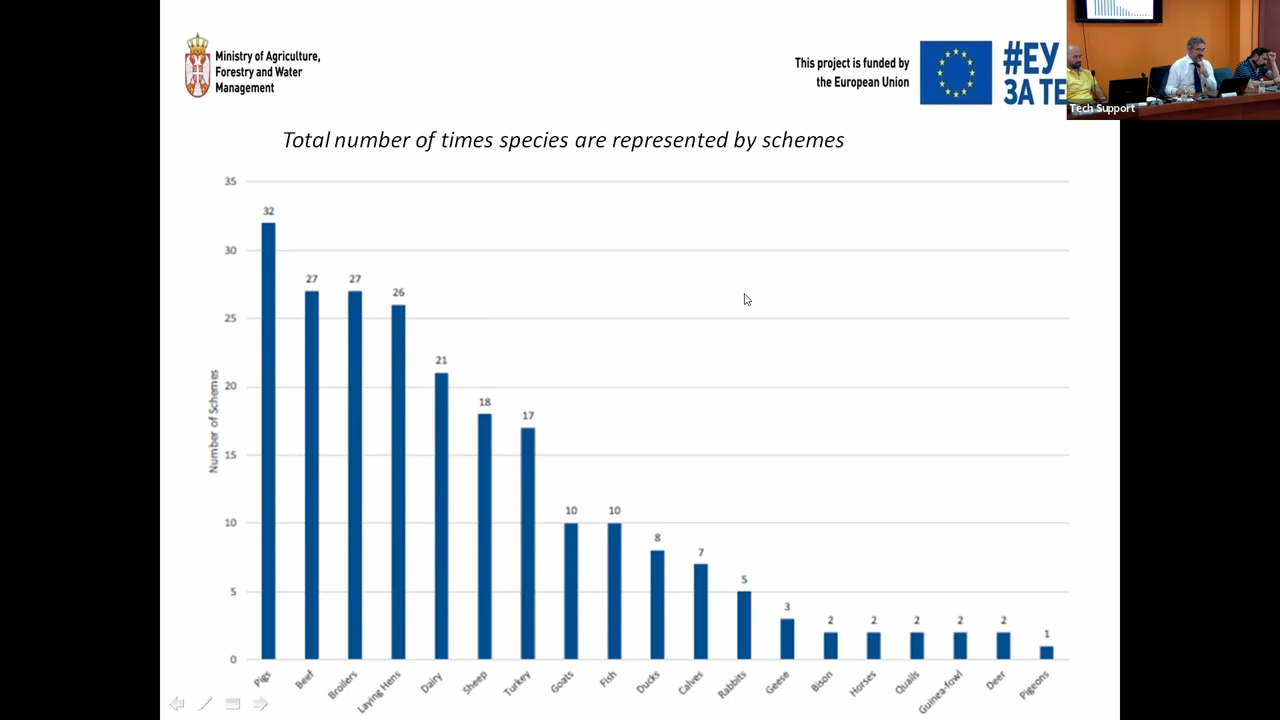 Ministry of Agriculture,
Forestry and Water
Management
This project is funded by
the European Union
#ЕУ
ЗА ТЕ
Tech Support
Total number of times species are represented by schemes
35
30
25
20
15
10
5
0
Number of Schemes
32
27
27
26
21
18
17
10
10
8
7
5
3
2
2
2
2
2
1
Pigs
Beef
Broilers
Laying Hens
Dairy
Sheep
Turkey
Goats
Fish
Ducks
Calves
Rabbits
Geese
Bison
Horses
Quails
Guinea-fowl
Deer
Pigeons